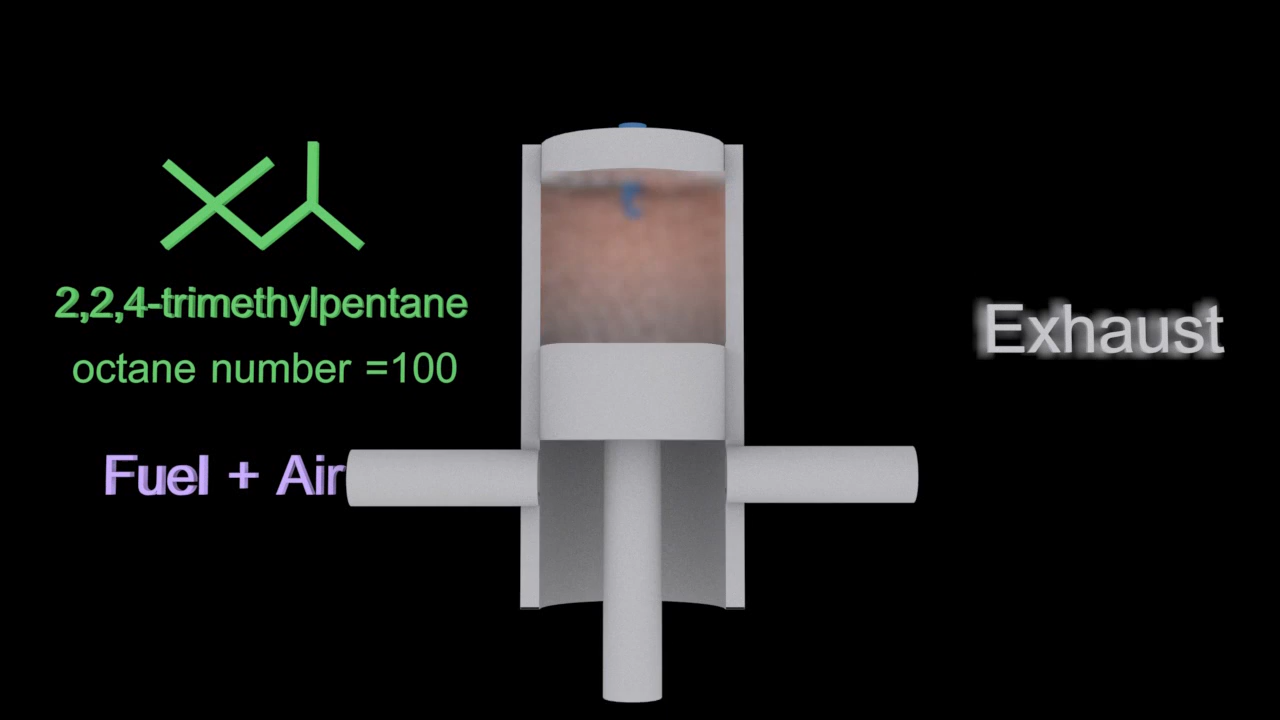 2,2,4-trimethylpentane
octane number =100
Fuel + Air
Exhaust